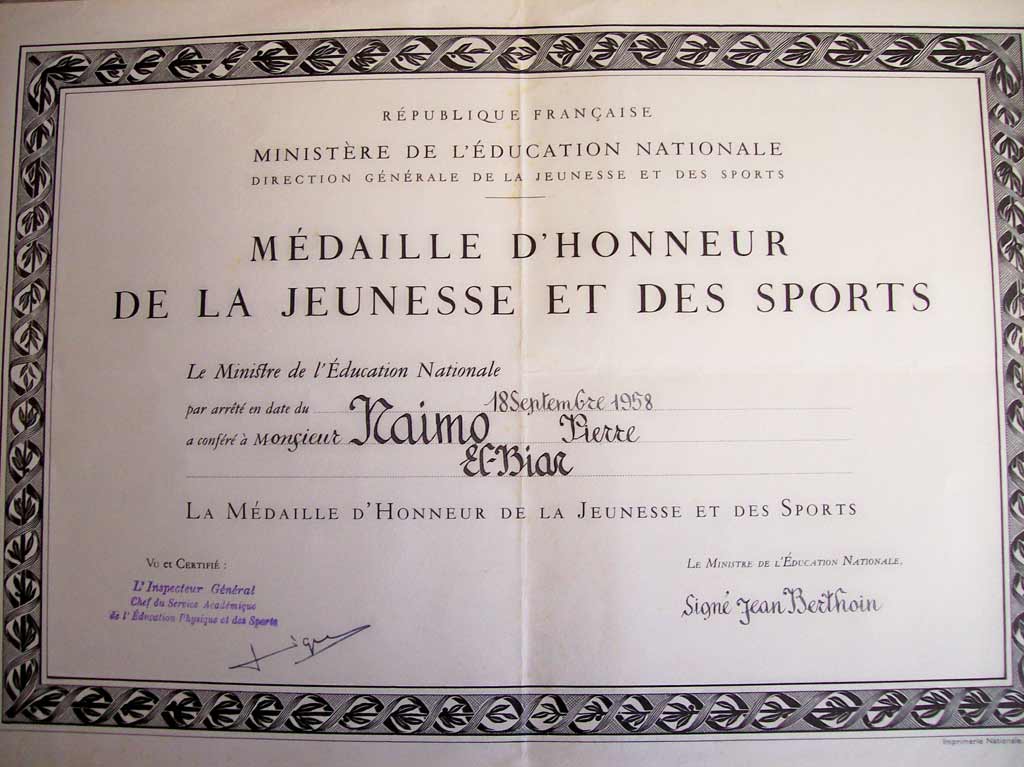 RÉPUBLIQUE FRANÇAISE
MINISTÈRE DE L'ÉDUCATION NATIONALE
DIRECTION GÉNÉRALE DE LA JEUNESSE ET DES SPORTS
MÉDAILLE D'HONNEUR
DE LA JEUNESSE ET DES SPORTS
Le Ministre de l'Éducation Nationale
par arrêté en date du 18 Septembre 1958
a conféré à Monsieur Naimo Pierre
El-Biar
LA MÉDAILLE D'HONNEUR DE LA JEUNESSE ET DES SPORTS
VU et CERTIFIÉ :
L'Inspecteur Général
Chef du Service Académique
de l'Éducation Physique et des Sports
LE MINISTRE DE L'ÉDUCATION NATIONALE,
Signé Jean Berthoin
Imprimerie Nationale.